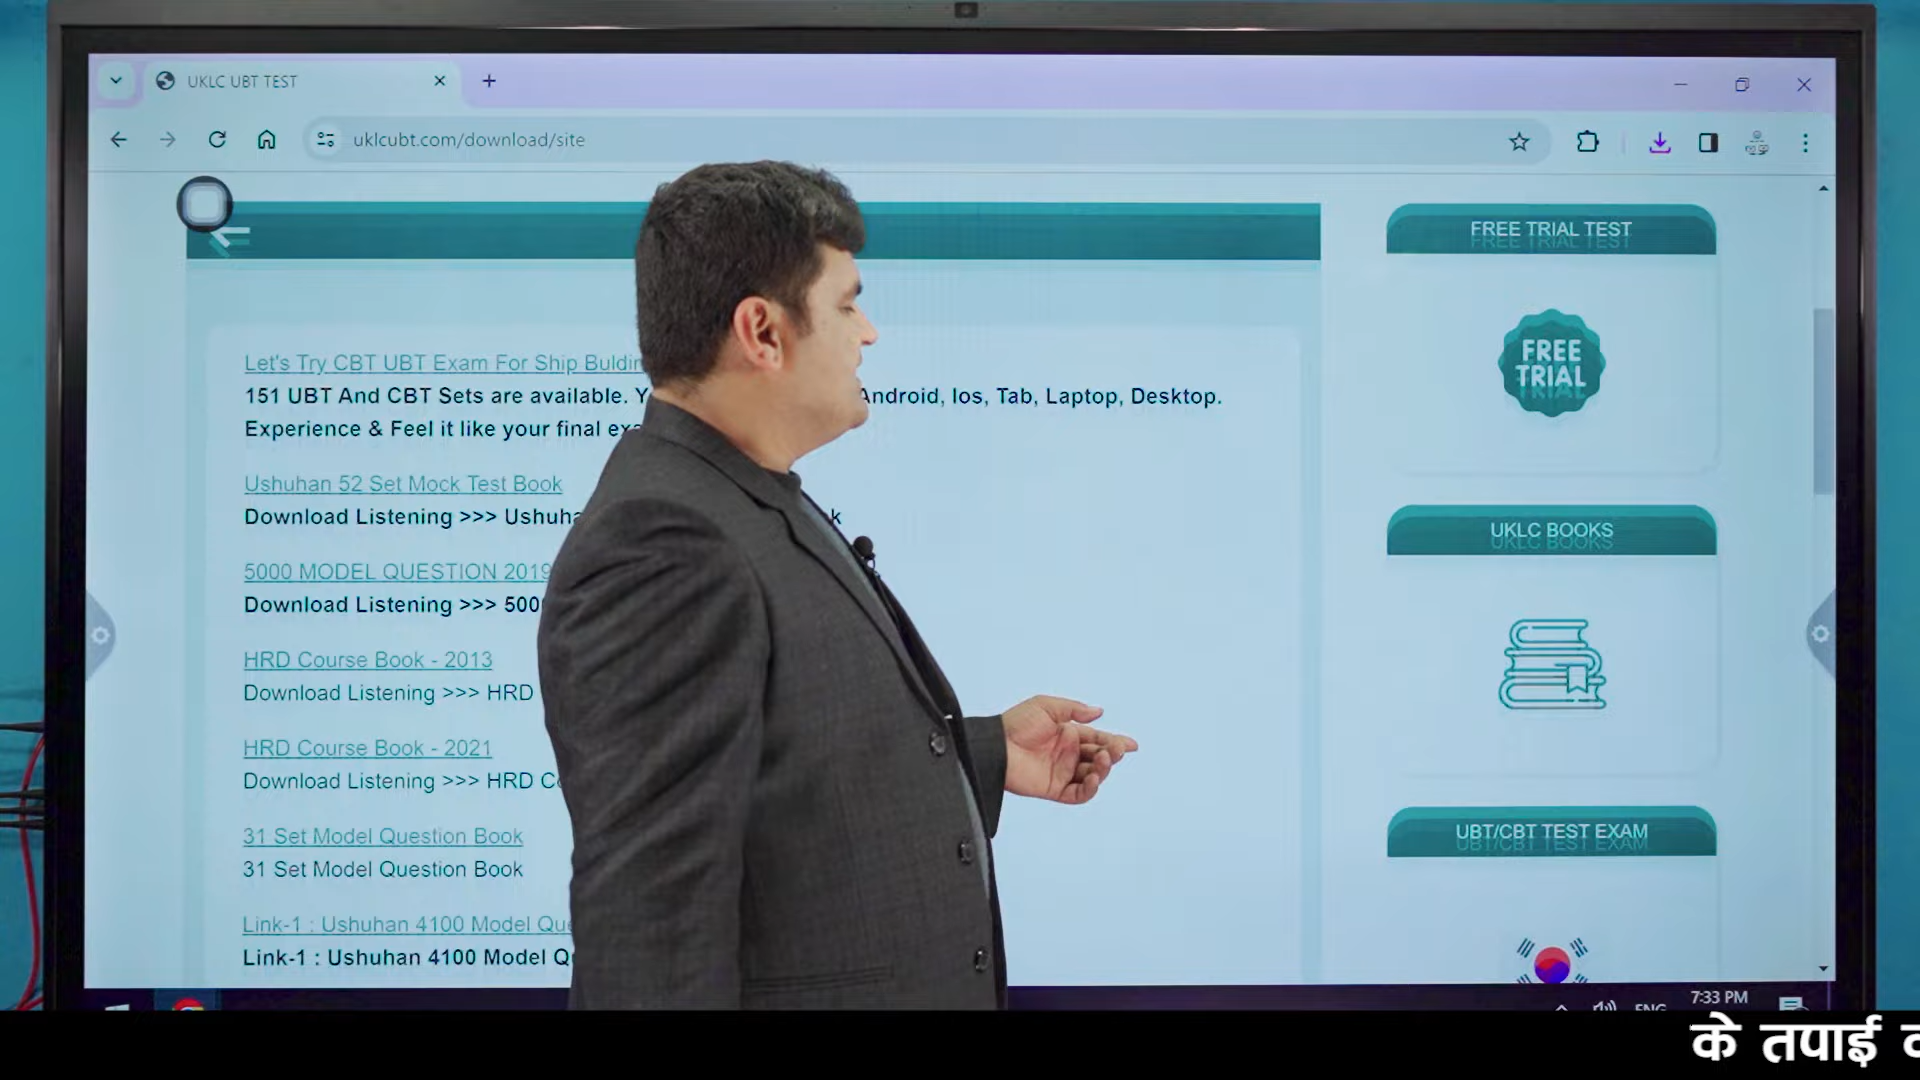 UKLC UBT TEST
uklcubt.com/download/site
Let's Try CBT UBT Exam For Ship
151 UBT And CBT Sets are available. Android, Ios, Tab, Laptop, Desktop.
Experience & Feel it like your final
Ushuhan 52 Set Mock Test Book
Download Listening >>>
5000 MODEL QUESTION 2019
Download Listening >>>
HRD Course Book - 2013
Download Listening >>> HRD
HRD Course Book - 2021
Download Listening >>> HRD
31 Set Model Question Book
31 Set Model Question Book
Link-1 : Ushuhan 4100 Model
Link-1 : Ushuhan 4100 Model
FREE TRIAL TEST
FREE
TRIAL
UKLC BOOKS
UBT/CBT TEST EXAM
ENG
7:33 PM
के तपाई